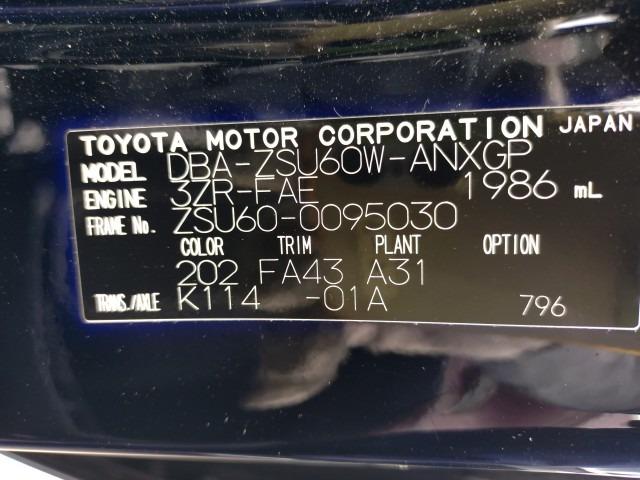 TOYOTA MOTOR CORPORATION JAPAN
MODEL DBA-ZSU60W-ANXGP
ENGINE 3ZR-FAE 1986 mL
FRAME No. ZSU60-0095030
COLOR TRIM PLANT OPTION
202 FA43 A31
TRANS./AXLE K114 -01A 796